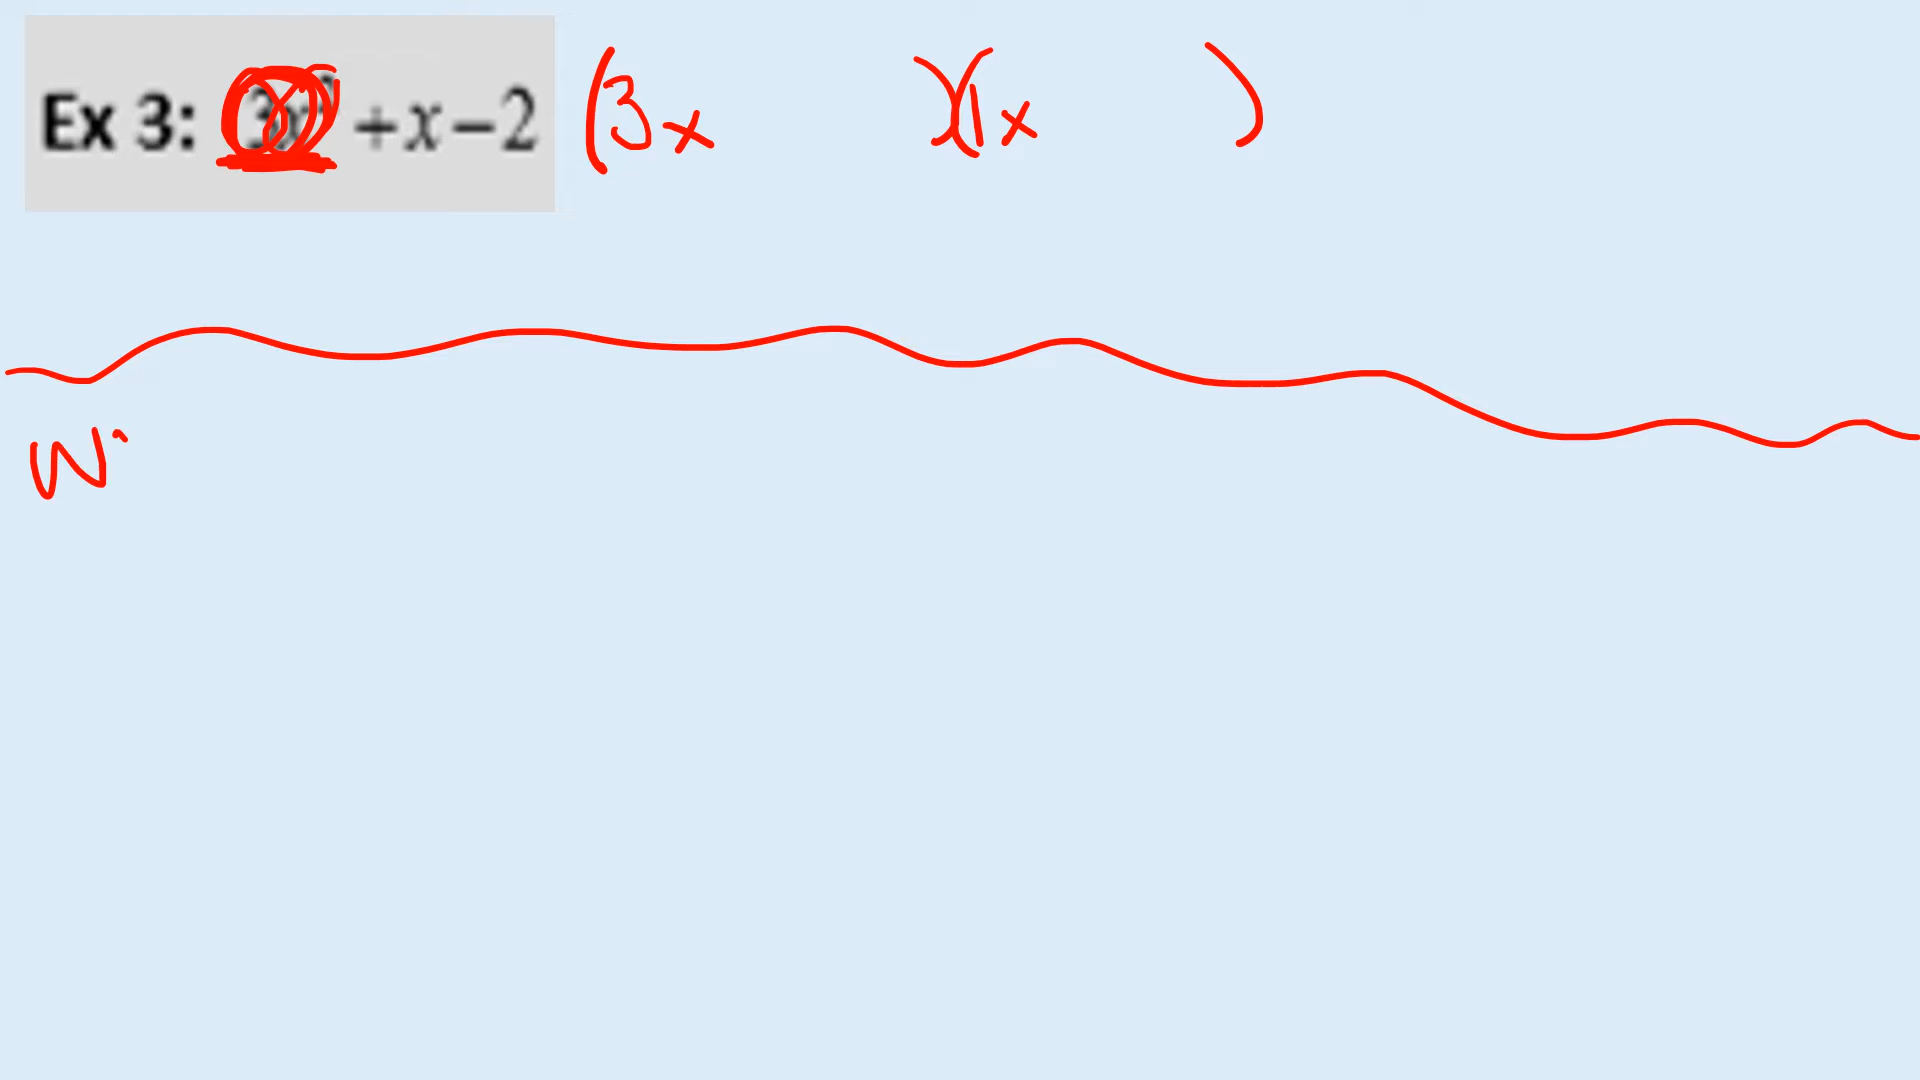 Ex 3: 3x² + x − 2 (3x )(1x )
W